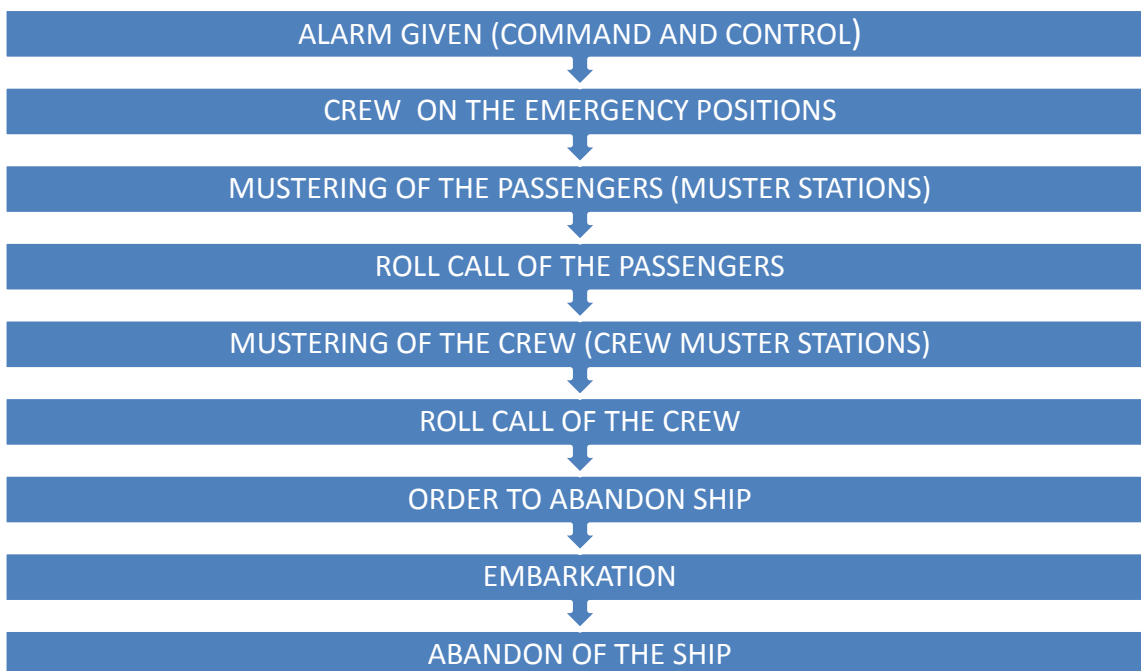 ALARM GIVEN (COMMAND AND CONTROL)
CREW ON THE EMERGENCY POSITIONS
MUSTERING OF THE PASSENGERS (MUSTER STATIONS)
ROLL CALL OF THE PASSENGERS
MUSTERING OF THE CREW (CREW MUSTER STATIONS)
ROLL CALL OF THE CREW
ORDER TO ABANDON SHIP
EMBARKATION
ABANDON OF THE SHIP